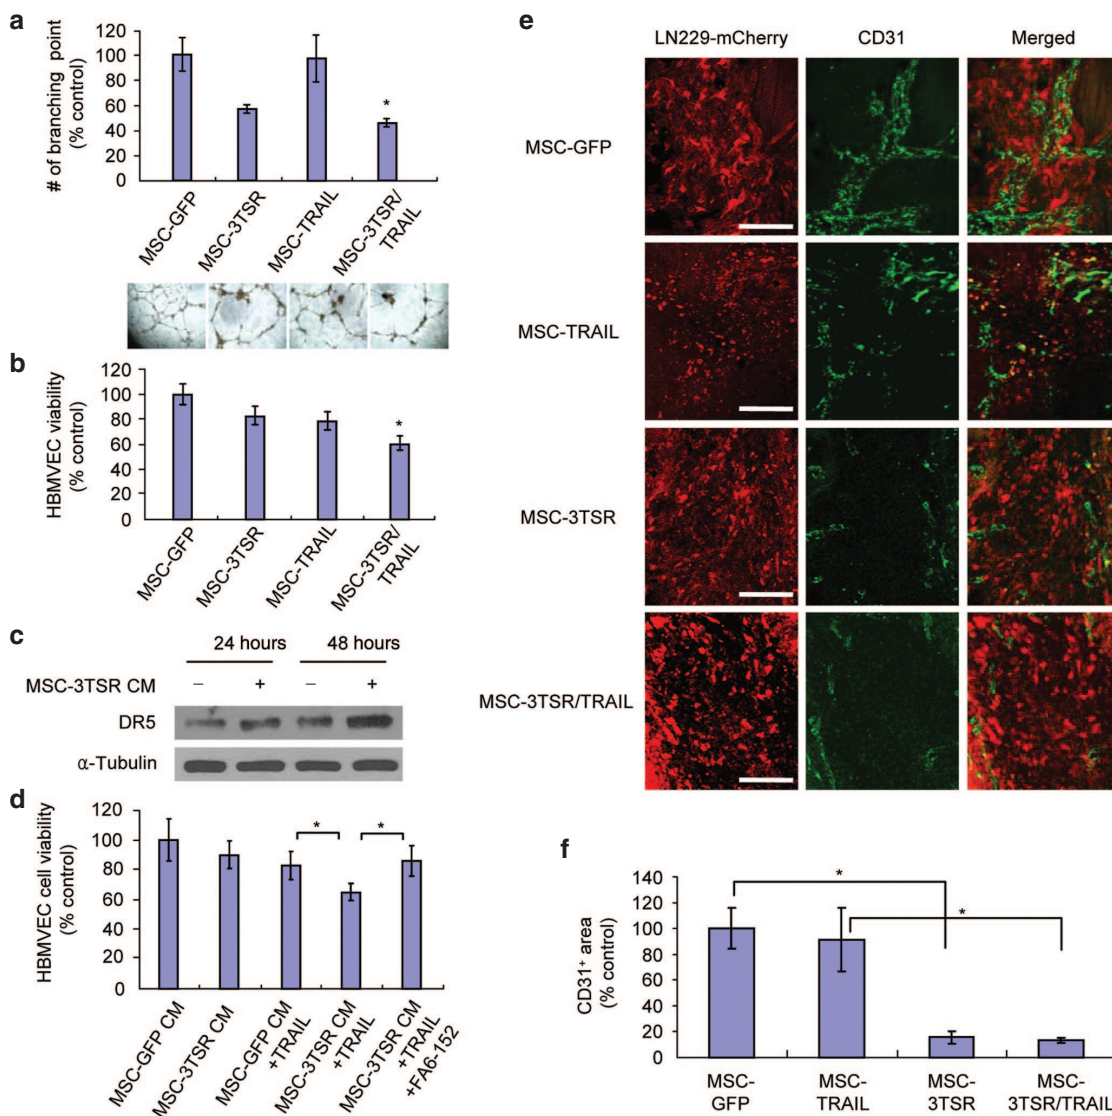 a
# of branching point
(% control)
120
100
80
60
40
20
0
*
MSC-GFP
MSC-3TSR
MSC-TRAIL
MSC-3TSR/
TRAIL
b
HBMVEC viability
(% control)
120
100
80
60
40
20
0
*
MSC-GFP
MSC-3TSR
MSC-TRAIL
MSC-3TSR/
TRAIL
c
24 hours
48 hours
MSC-3TSR CM
– + – +
DR5
α-Tubulin
d
HBMVEC cell viability
(% control)
120
100
80
60
40
20
0
*
*
MSC-GFP CM
MSC-3TSR CM
MSC-GFP CM
+TRAIL
MSC-3TSR CM
+TRAIL
MSC-3TSR CM
+TRAIL
+FA6-152
e
LN229-mCherry
CD31
Merged
MSC-GFP
MSC-TRAIL
MSC-3TSR
MSC-3TSR/TRAIL
f
CD31⁺ area
(% control)
140
120
100
80
60
40
20
0
*
*
MSC-
GFP
MSC-
TRAIL
MSC-
3TSR
MSC-
3TSR/TRAIL